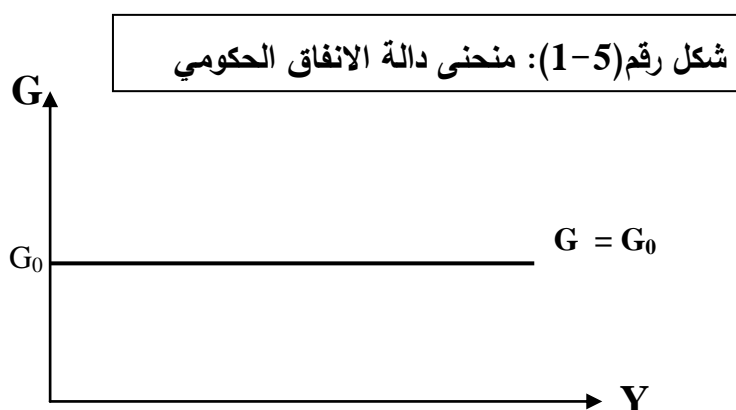 شكل رقم(5-1): منحنى دالة الانفاق الحكومي
G
G = G₀
G₀
Y